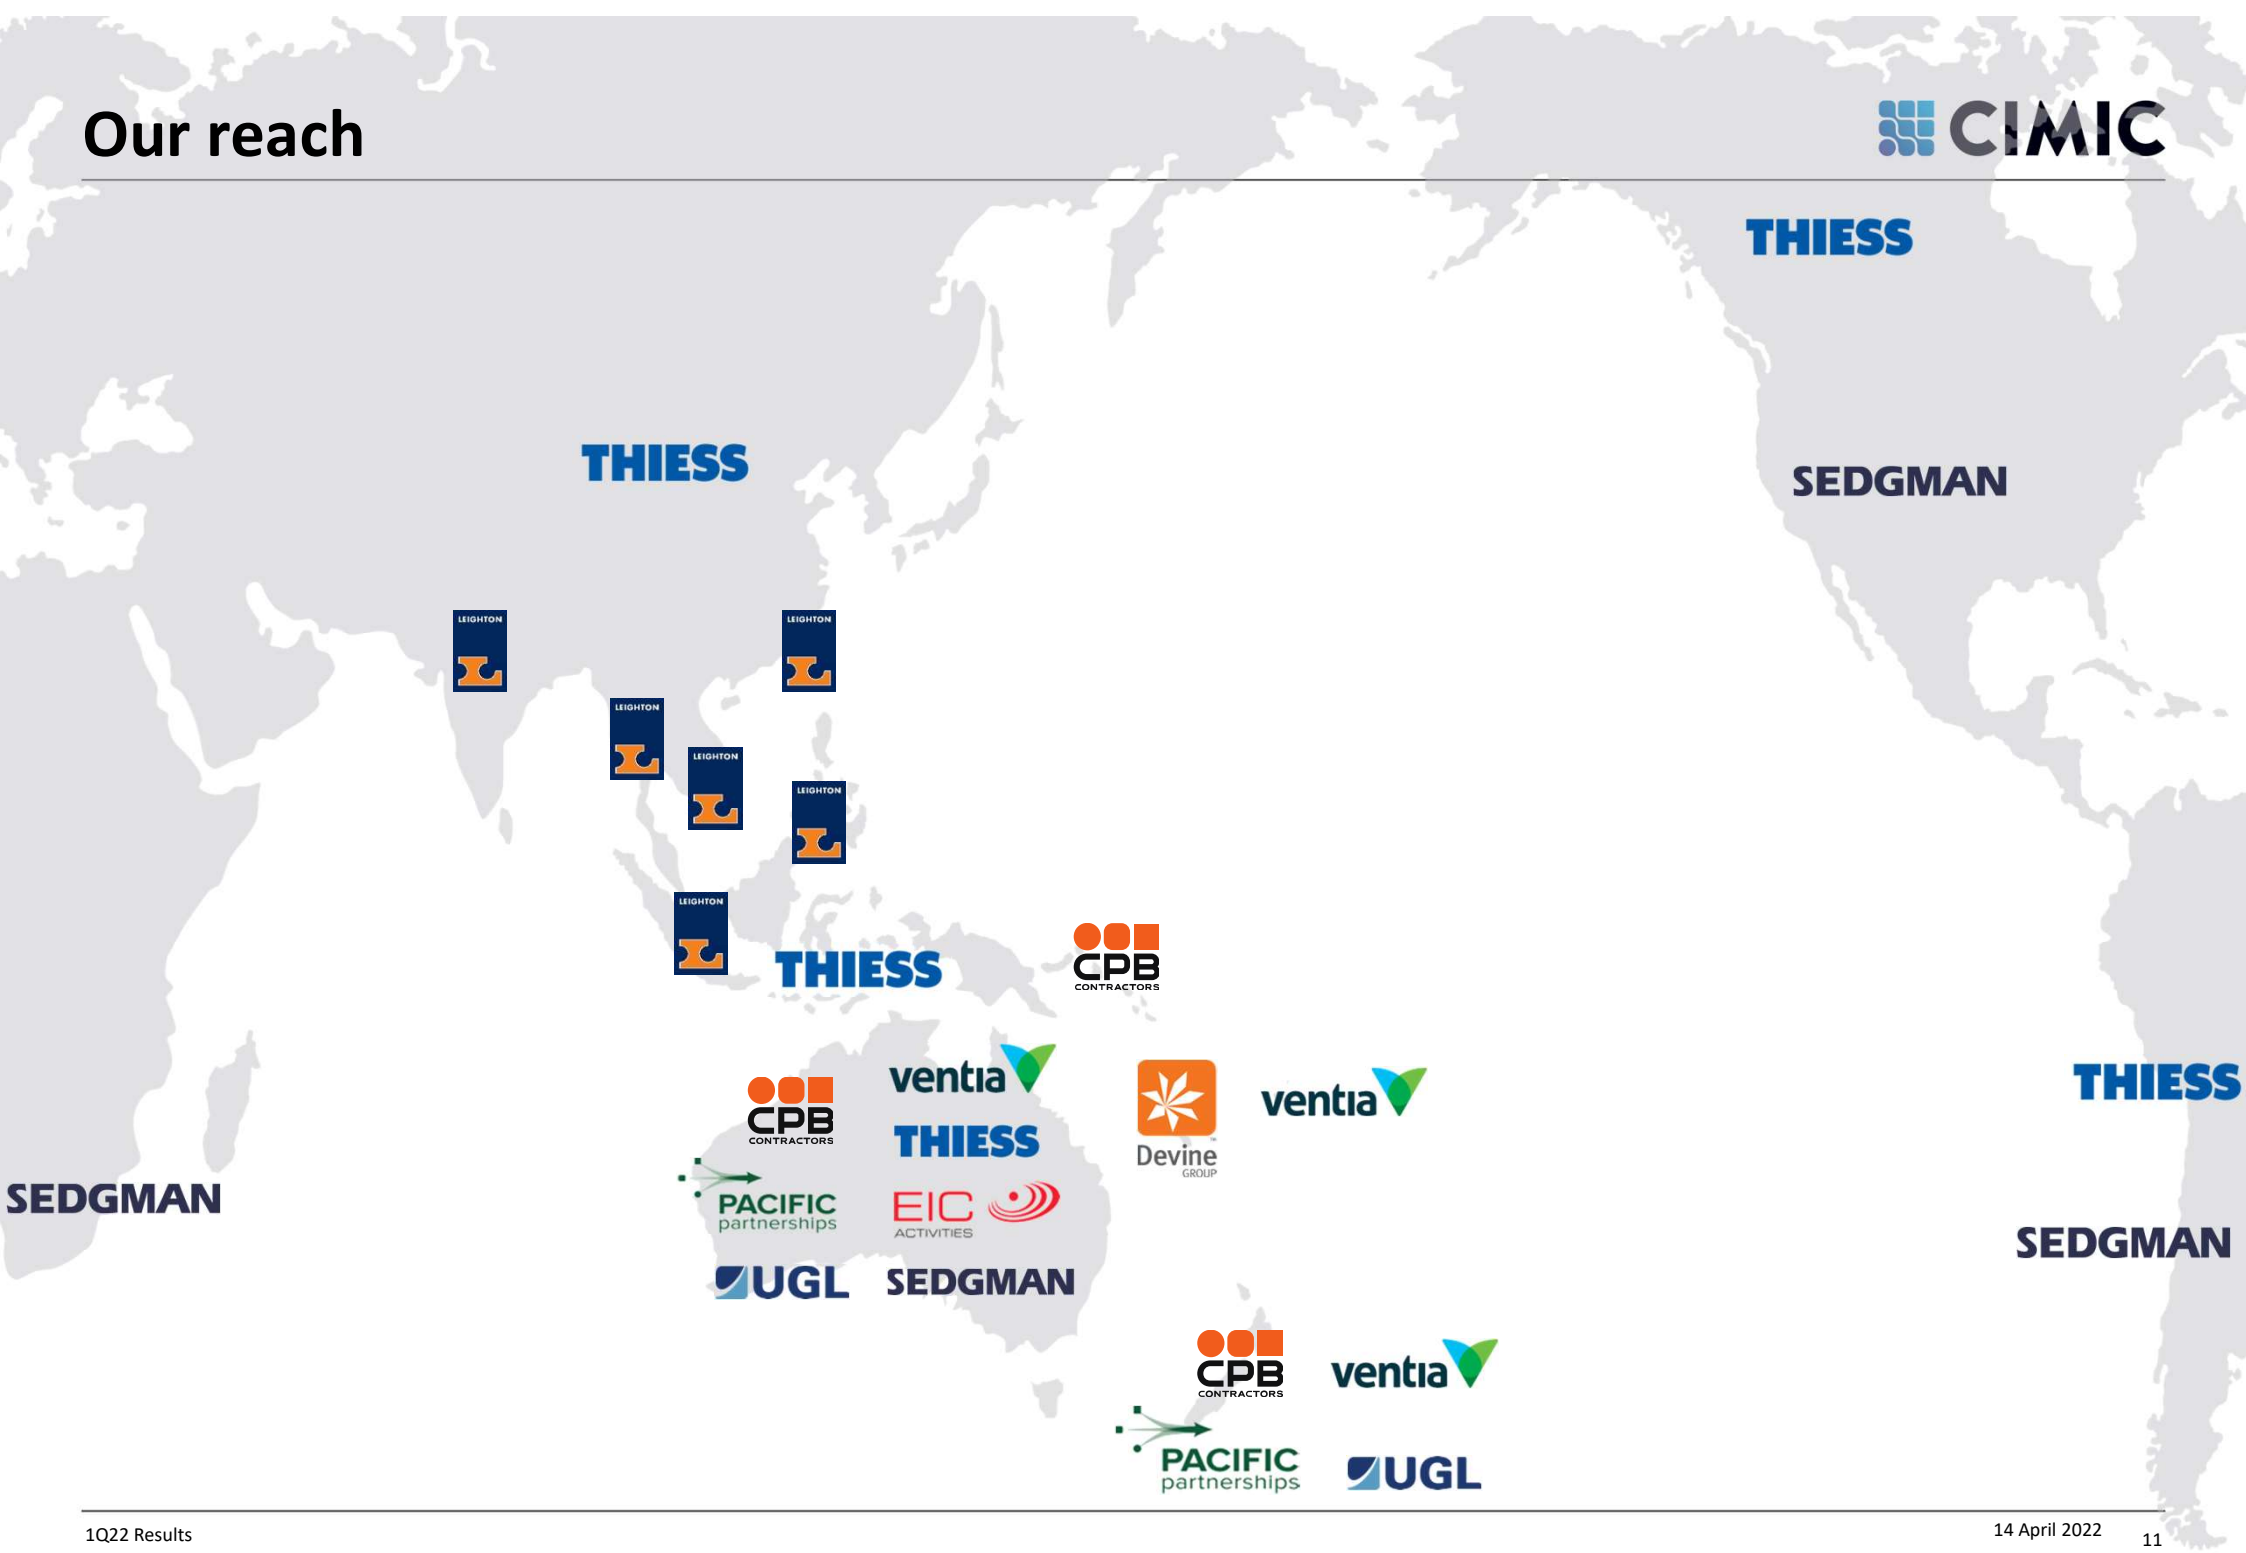 Our reach
CIMIC
THIESS
THIESS
SEDGMAN
LEIGHTON
LEIGHTON
LEIGHTON
LEIGHTON
LEIGHTON
LEIGHTON
THIESS
CPB
CONTRACTORS
ventia
CPB
CONTRACTORS
THIESS
Devine
GROUP
™
ventia
THIESS
PACIFIC
partnerships
EIC
ACTIVITIES
SEDGMAN
SEDGMAN
UGL
SEDGMAN
CPB
CONTRACTORS
ventia
PACIFIC
partnerships
UGL
1Q22 Results
14 April 2022
11